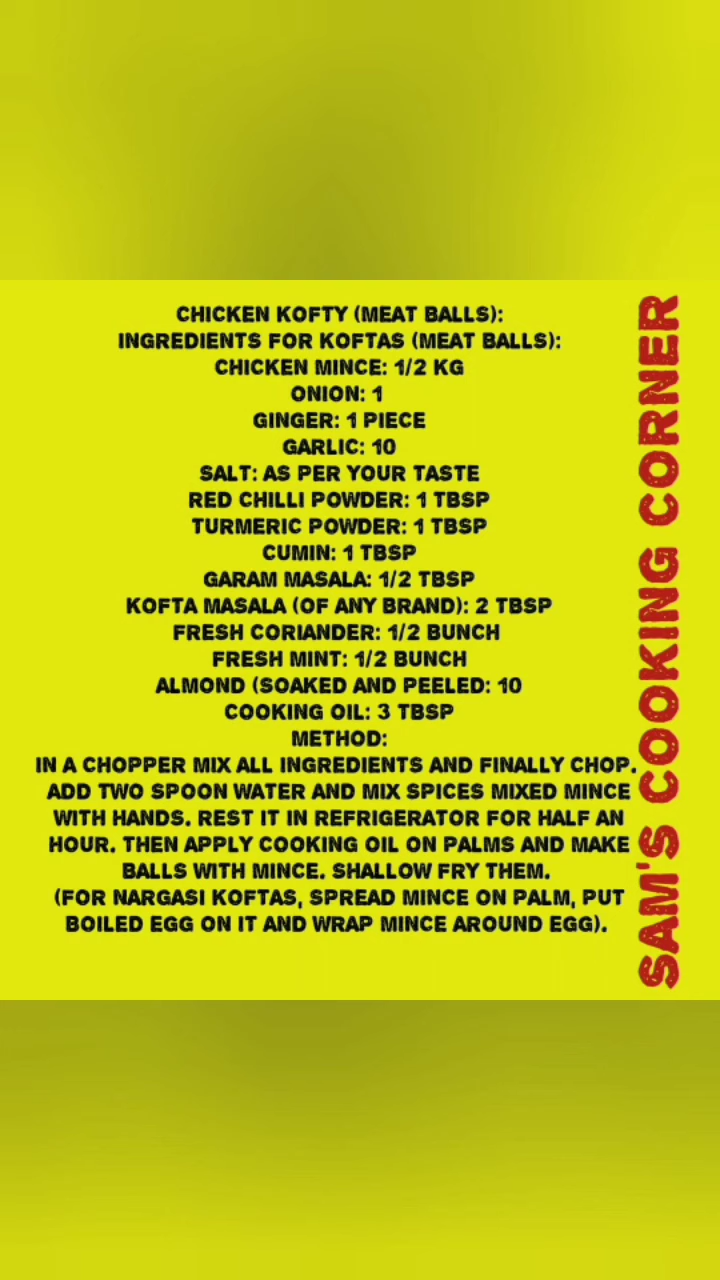 CHICKEN KOFTY (MEAT BALLS):
INGREDIENTS FOR KOFTAS (MEAT BALLS):
CHICKEN MINCE: 1/2 KG
ONION: 1
GINGER: 1 PIECE
GARLIC: 10
SALT: AS PER YOUR TASTE
RED CHILLI POWDER: 1 TBSP
TURMERIC POWDER: 1 TBSP
CUMIN: 1 TBSP
GARAM MASALA: 1/2 TBSP
KOFTA MASALA (OF ANY BRAND): 2 TBSP
FRESH CORIANDER: 1/2 BUNCH
FRESH MINT: 1/2 BUNCH
ALMOND (SOAKED AND PEELED: 10
COOKING OIL: 3 TBSP
METHOD:
IN A CHOPPER MIX ALL INGREDIENTS AND FINALLY CHOP.
ADD TWO SPOON WATER AND MIX SPICES MIXED MINCE
WITH HANDS. REST IT IN REFRIGERATOR FOR HALF AN
HOUR. THEN APPLY COOKING OIL ON PALMS AND MAKE
BALLS WITH MINCE. SHALLOW FRY THEM.
(FOR NARGASI KOFTAS, SPREAD MINCE ON PALM, PUT
BOILED EGG ON IT AND WRAP MINCE AROUND EGG).
SAM'S COOKING CORNER